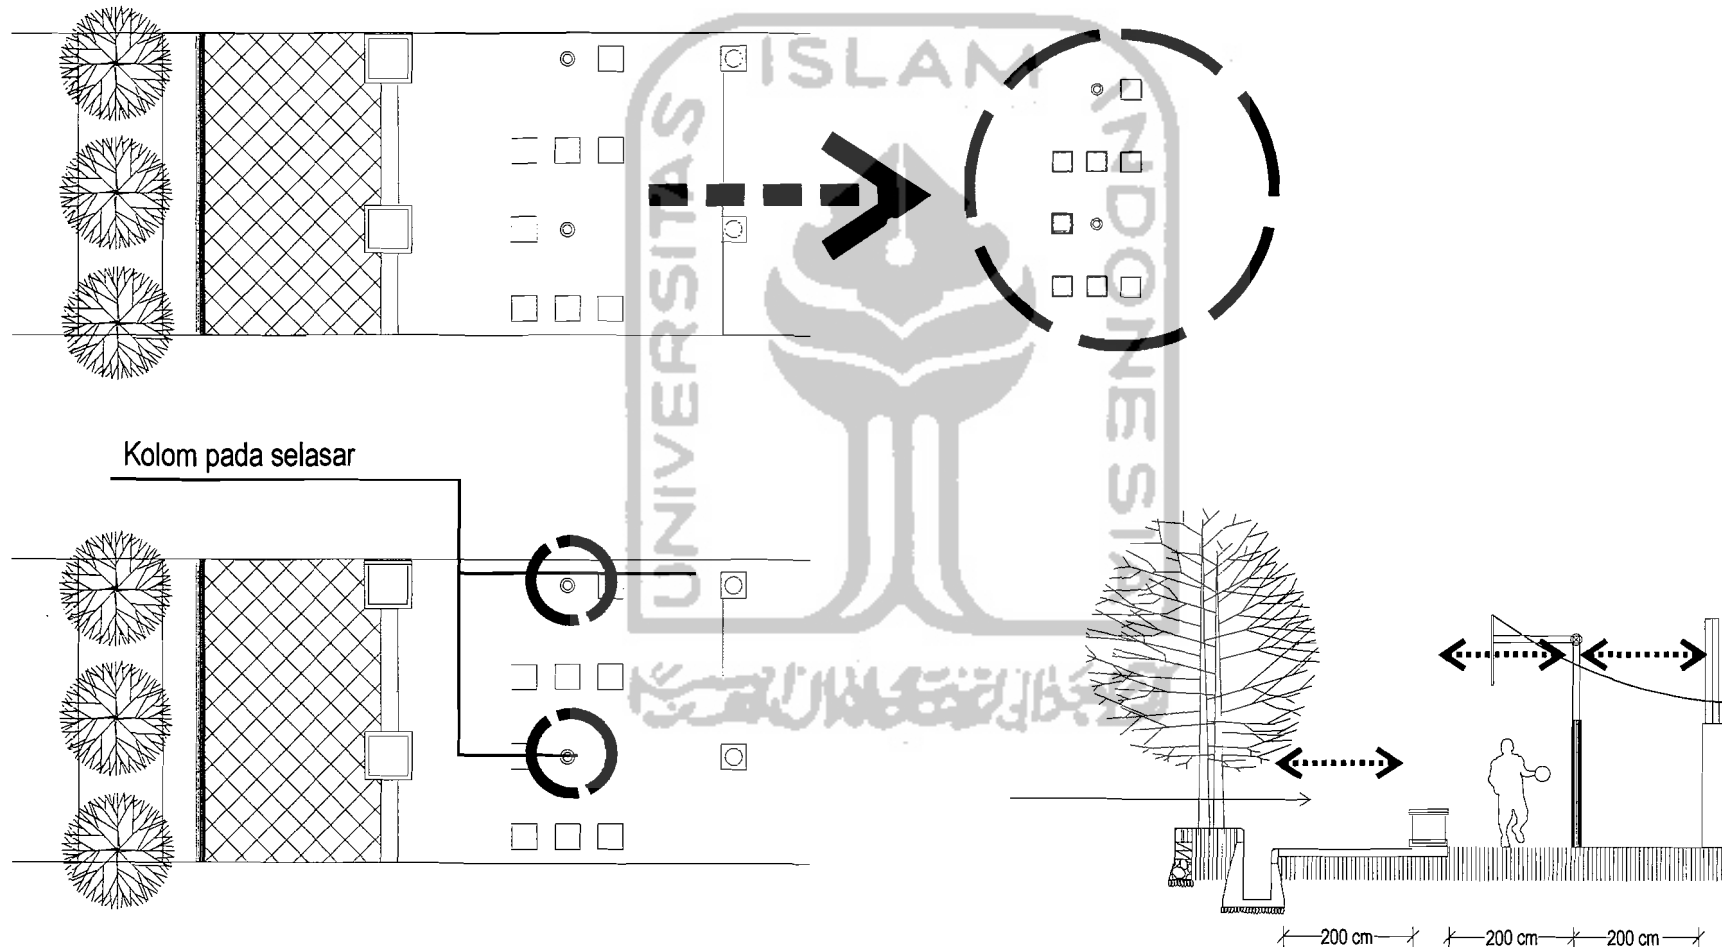 UNIVERSITAS
ISLAM
INDONESIA
Kolom pada selasar
200 cm
200 cm
200 cm